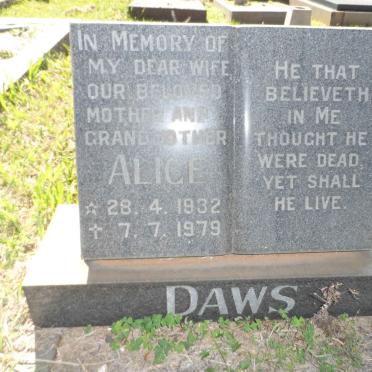 In Memory of
my dear wife
our beloved
mother and
grandmother
Alice
☆ 28. 4. 1932
✝ 7. 7. 1979
He that
believeth
in Me
thought he
were dead,
yet shall
he live.
Daws